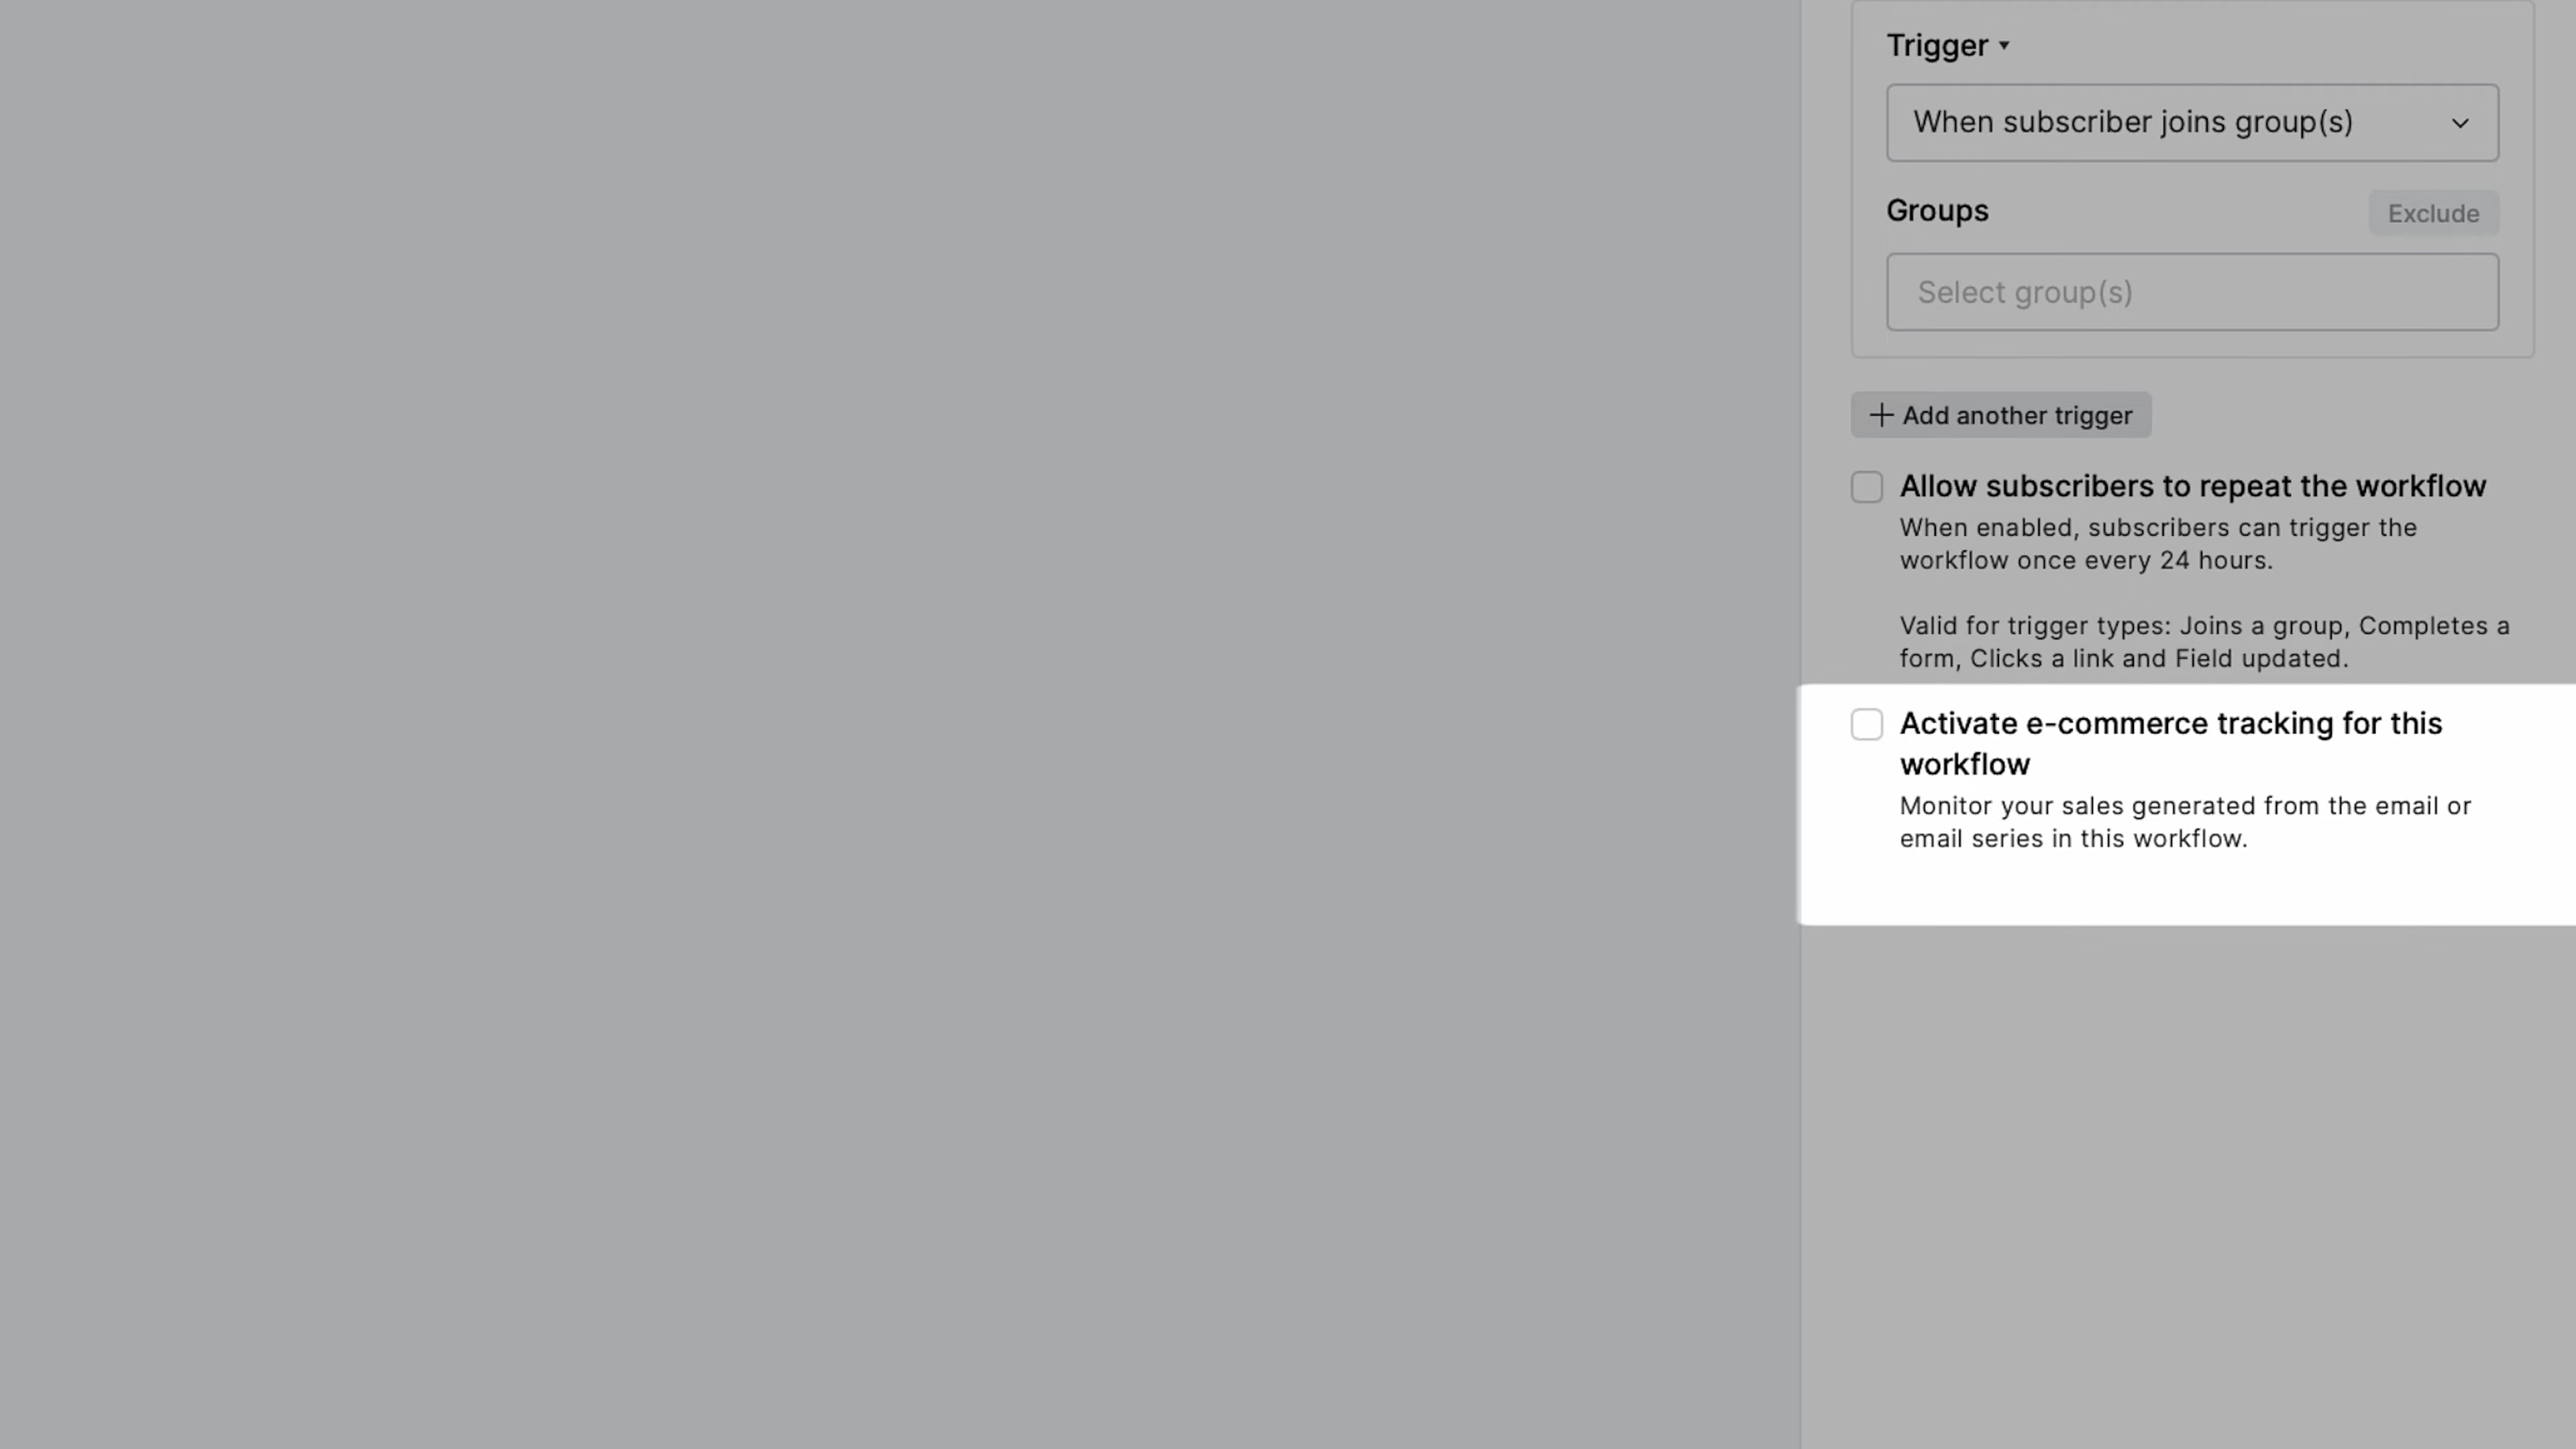 Trigger
When subscriber joins group(s)
Groups
Exclude
Select group(s)
Add another trigger
Allow subscribers to repeat the workflow
When enabled, subscribers can trigger the
workflow once every 24 hours.
Valid for trigger types: Joins a group, Completes a
form, Clicks a link and Field updated.
Activate e-commerce tracking for this
workflow
Monitor your sales generated from the email or
email series in this workflow.